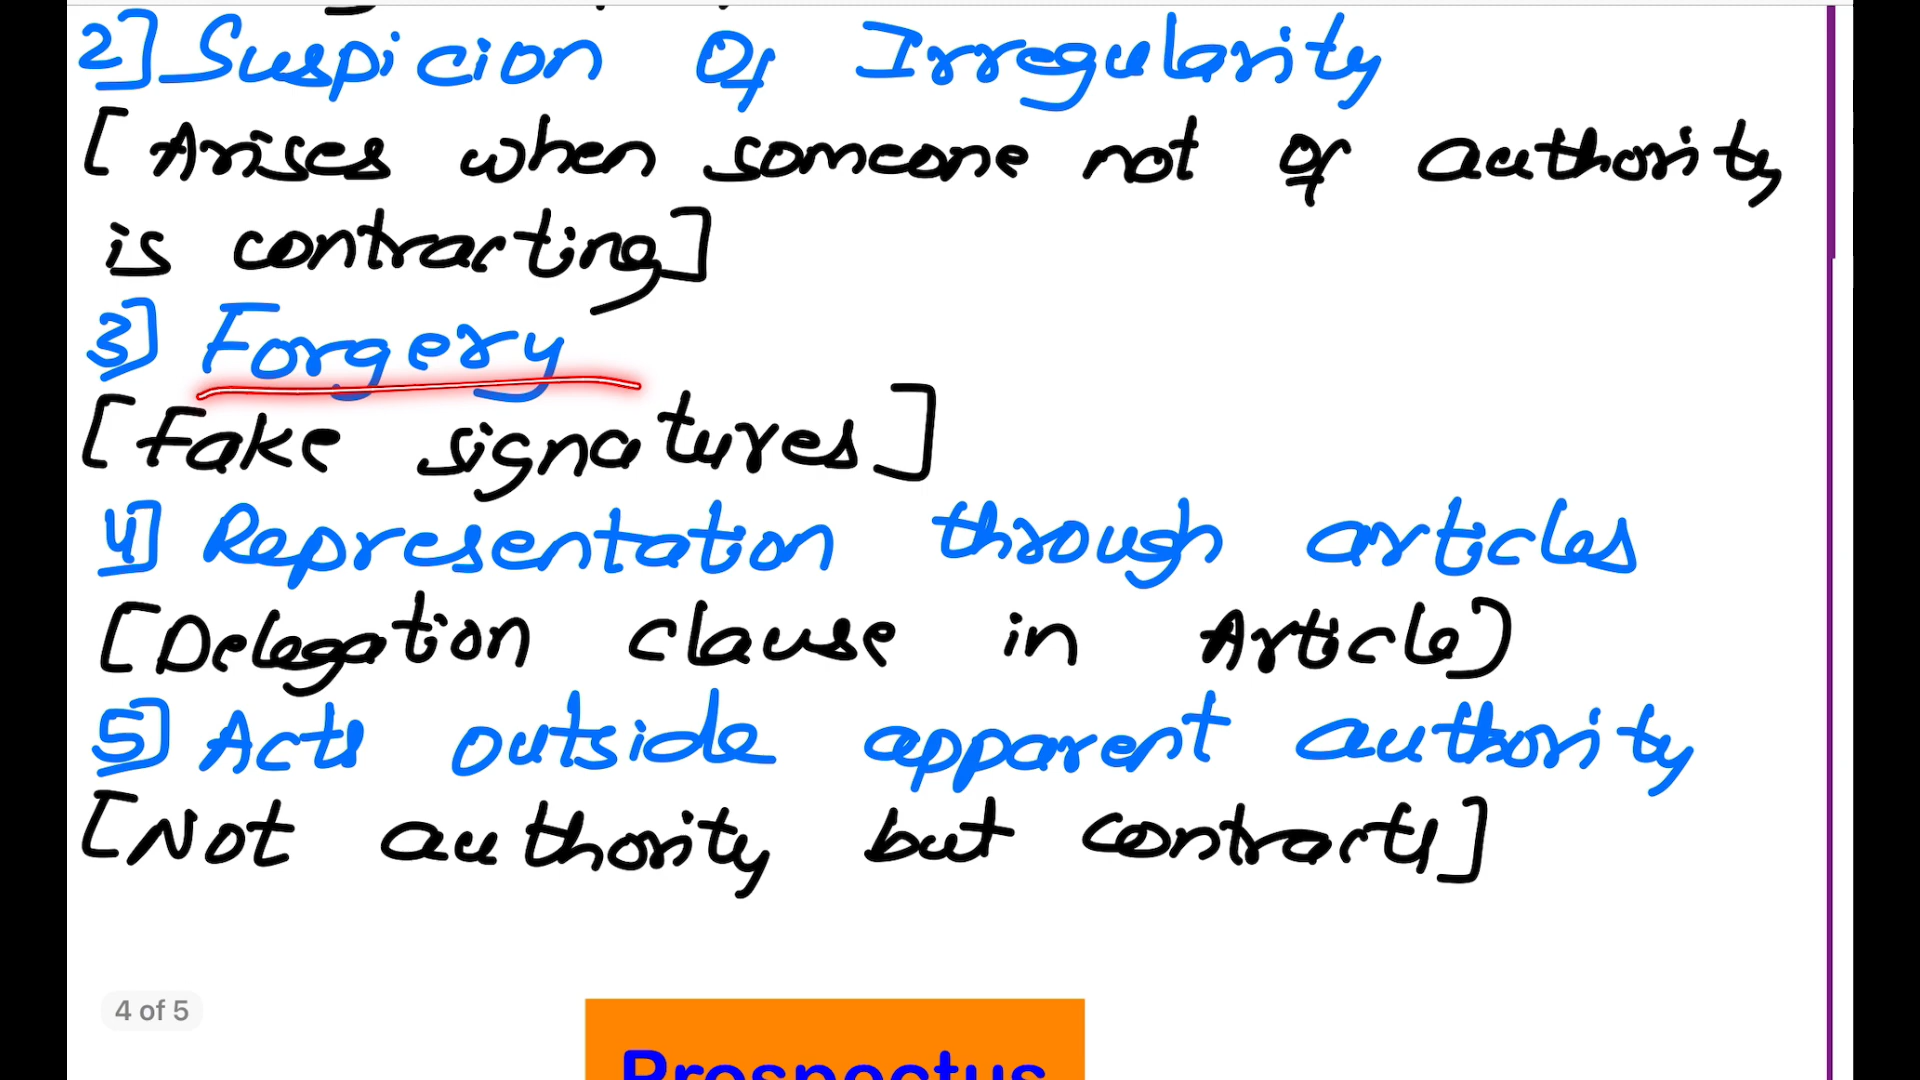 2] Suspicion Of Irregularity
[Arises when someone not of authority
is contracting]
3] Forgery
[Fake signatures]
4] Representation through articles
[Delegation clause in Article)
5] Acts outside apparent authority
[Not authority but contracts]
4 of 5
Prospectus